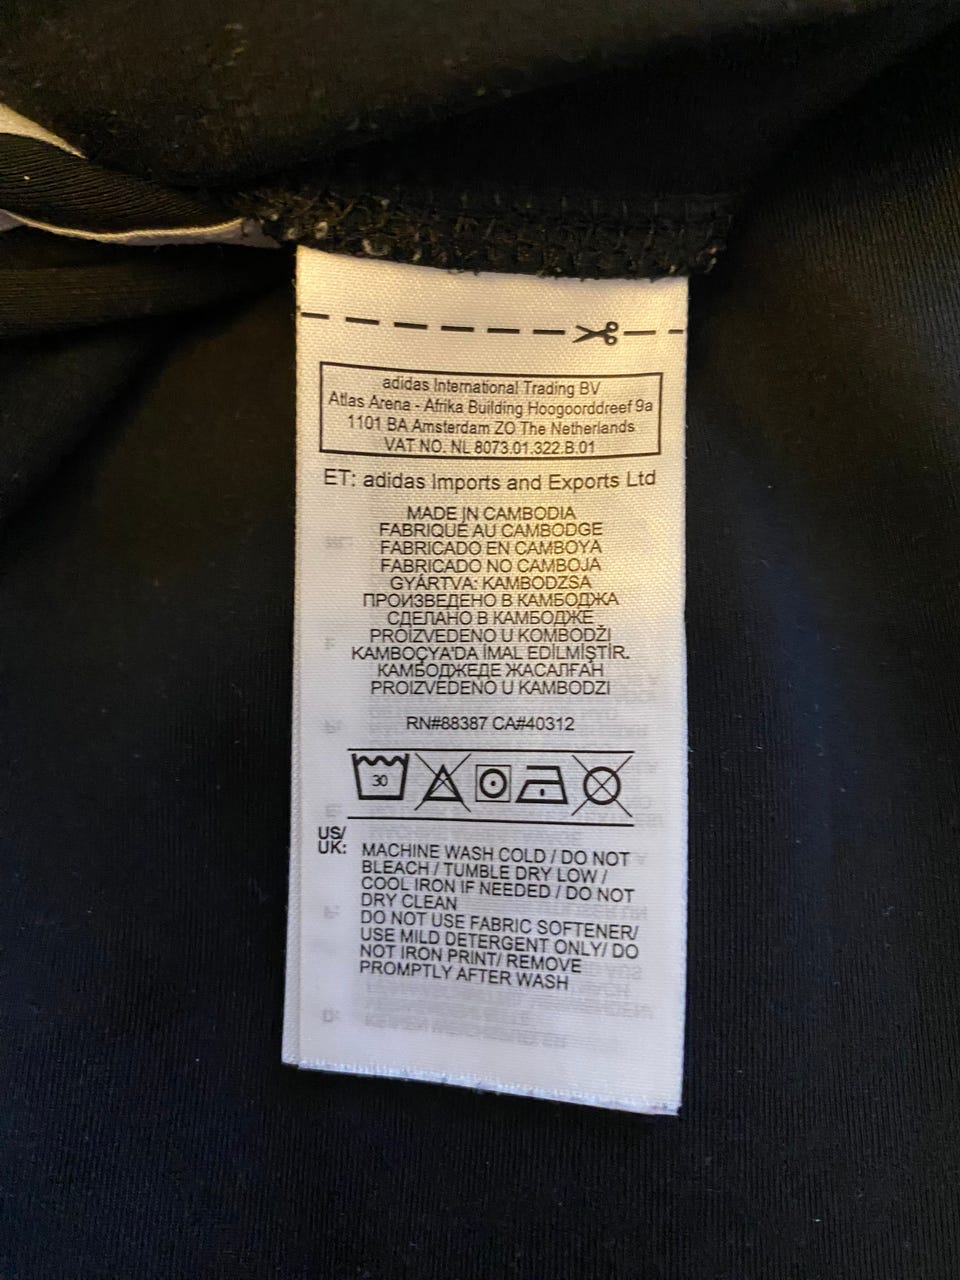 adidas International Trading BV
Atlas Arena - Afrika Building Hoogoorddreef 9a
1101 BA Amsterdam ZO The Netherlands
VAT NO. NL 8073.01.322.B.01
ET: adidas Imports and Exports Ltd
MADE IN CAMBODIA
FABRIQUÉ AU CAMBODGE
FABRICADO EN CAMBOYA
FABRICADO NO CAMBOJA
GYÁRTVA: KAMBODZSA
ПРОИЗВЕДЕНО В КАМБОДЖА
СДЕЛАНО В КАМБОДЖЕ
PROIZVEDENO U KOMBODŽI
KAMBOÇYA'DA İMAL EDİLMİŞTİR.
КАМБОДЖЕДЕ ЖАСАЛҒАН
PROIZVEDENO U KAMBODZI
RN#88387 CA#40312
30
US/
UK: MACHINE WASH COLD / DO NOT
BLEACH / TUMBLE DRY LOW /
COOL IRON IF NEEDED / DO NOT
DRY CLEAN
DO NOT USE FABRIC SOFTENER/
USE MILD DETERGENT ONLY/ DO
NOT IRON PRINT/ REMOVE
PROMPTLY AFTER WASH